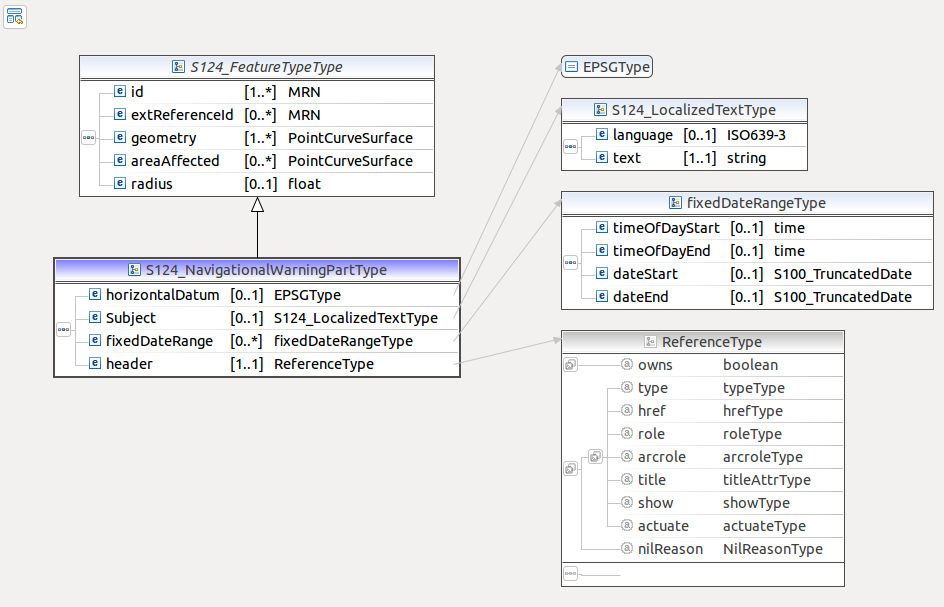 S124_FeatureTypeType
id [1..*] MRN
extReferenceId [0..*] MRN
geometry [1..*] PointCurveSurface
areaAffected [0..*] PointCurveSurface
radius [0..1] float
S124_NavigationalWarningPartType
horizontalDatum [0..1] EPSGType
Subject [0..1] S124_LocalizedTextType
fixedDateRange [0..*] fixedDateRangeType
header [1..1] ReferenceType
EPSGType
S124_LocalizedTextType
language [0..1] ISO639-3
text [1..1] string
fixedDateRangeType
timeOfDayStart [0..1] time
timeOfDayEnd [0..1] time
dateStart [0..1] S100_TruncatedDate
dateEnd [0..1] S100_TruncatedDate
ReferenceType
owns boolean
type typeType
href hrefType
role roleType
arcrole arcroleType
title titleAttrType
show showType
actuate actuateType
nilReason NilReasonType